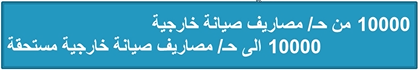 10000 من حـ/ مصاريف صيانة خارجية
10000 الى حـ/ مصاريف صيانة خارجية مستحقة